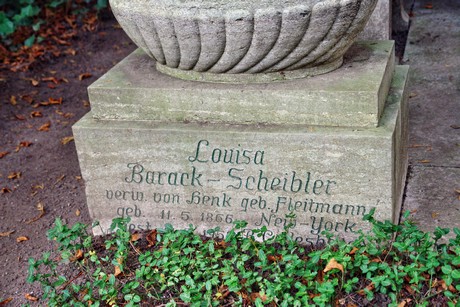 Louisa
Barack-Scheibler
verw. von Henk geb. Fleitmann
geb. 11. 5. 1866 - New York